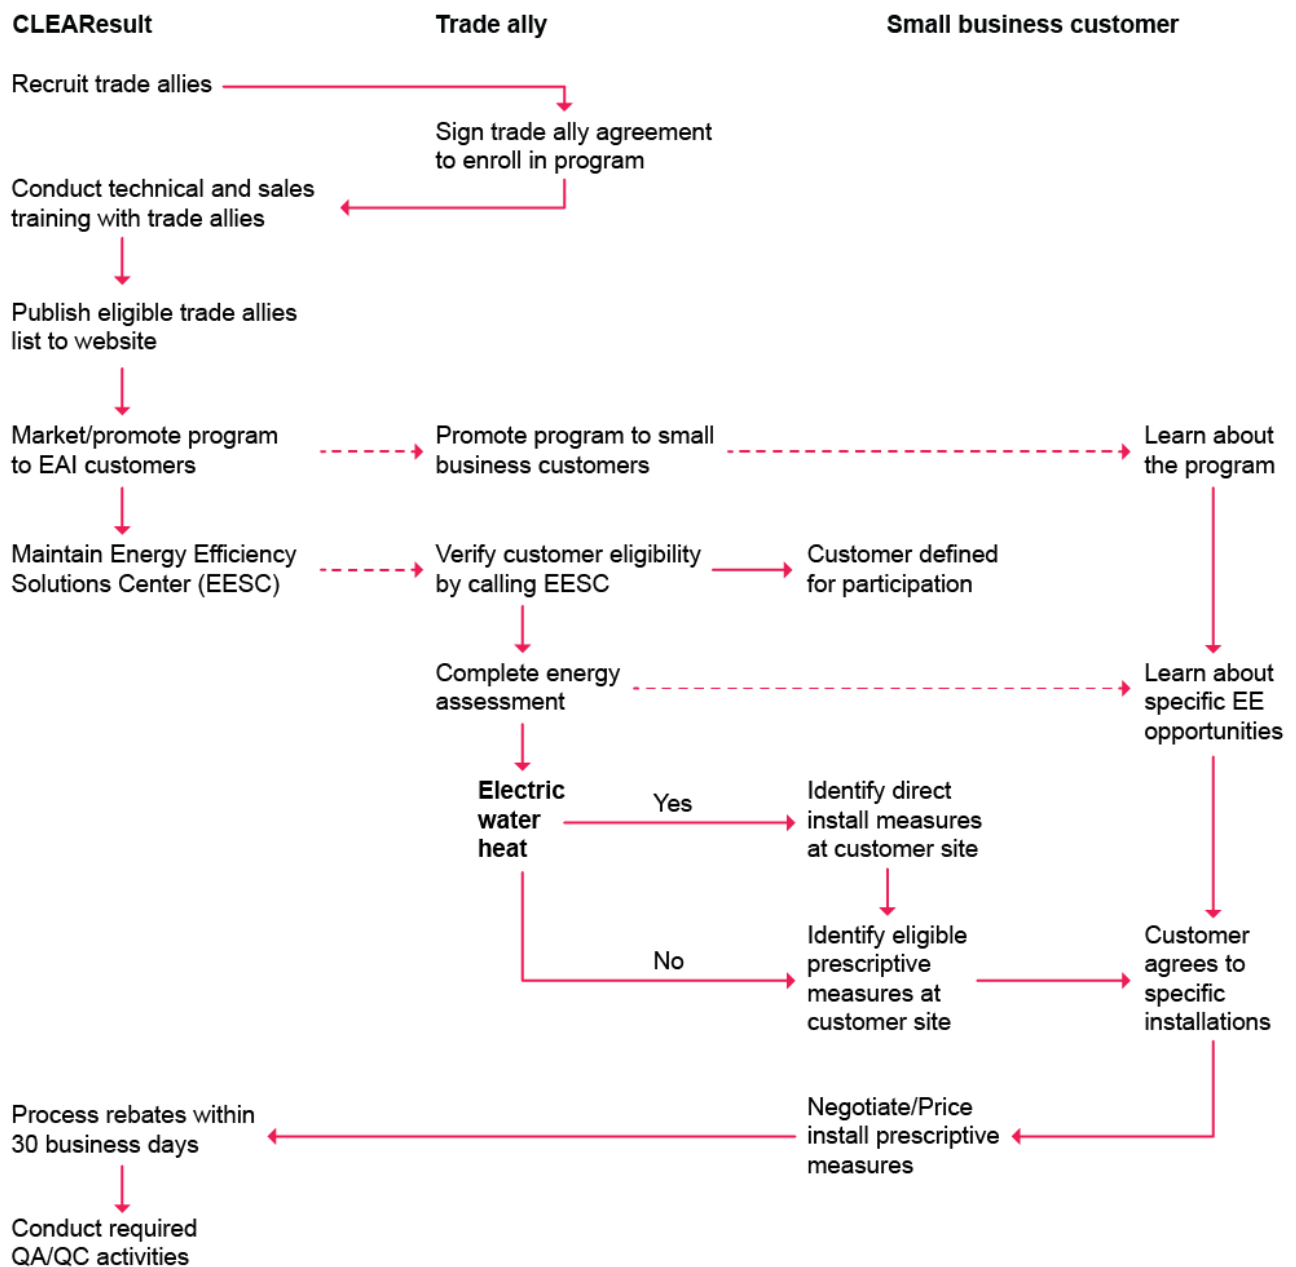 CLEAResult
Trade ally
Small business customer
Recruit trade allies
Sign trade ally agreement
to enroll in program
Conduct technical and sales
training with trade allies
Publish eligible trade allies
list to website
Market/promote program
to EAI customers
Promote program to small
business customers
Learn about
the program
Maintain Energy Efficiency
Solutions Center (EESC)
Verify customer eligibility
by calling EESC
Customer defined
for participation
Complete energy
assessment
Learn about
specific EE
opportunities
Electric
water
heat
Yes
Identify direct
install measures
at customer site
No
Identify eligible
prescriptive
measures at
customer site
Customer
agrees to
specific
installations
Process rebates within
30 business days
Negotiate/Price
install prescriptive
measures
Conduct required
QA/QC activities